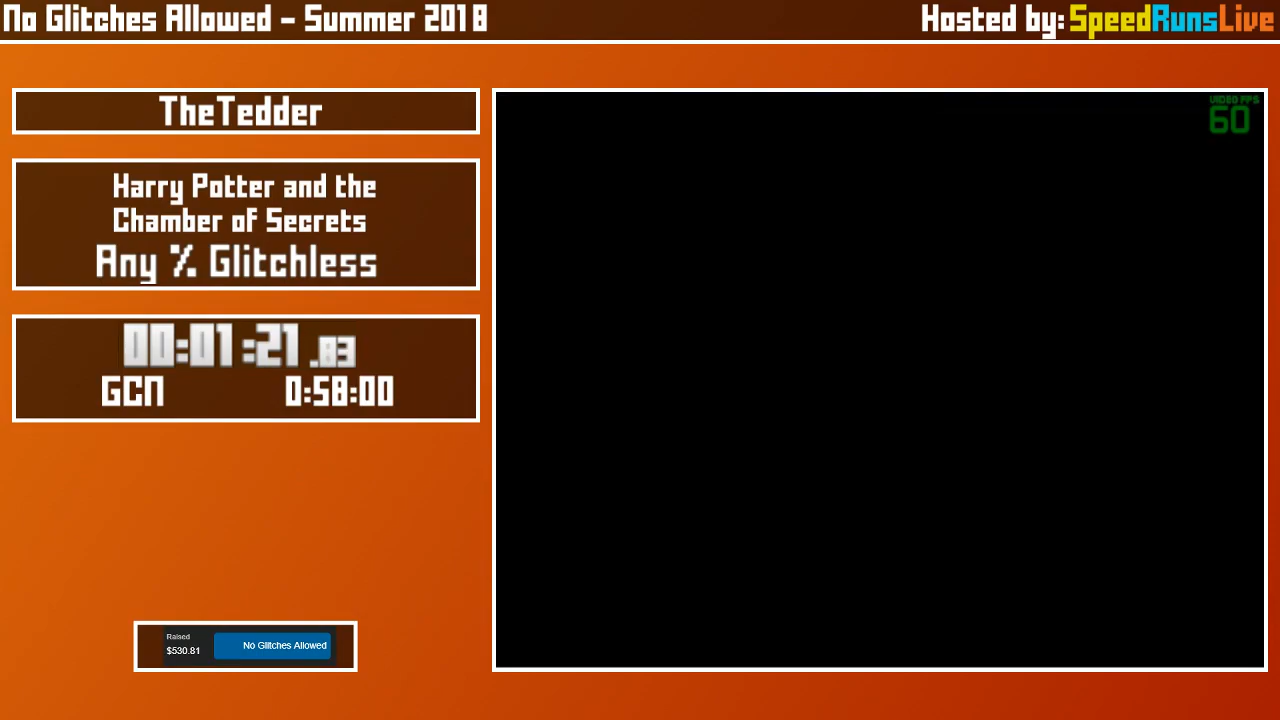 No Glitches Allowed - Summer 2018
Hosted by: SpeedRunsLive
TheTedder
Harry Potter and the
Chamber of Secrets
Any % Glitchless
00:01:21.83
GCN 0:58:00
VIDEO FPS
60
Raised
$530.81
No Glitches Allowed